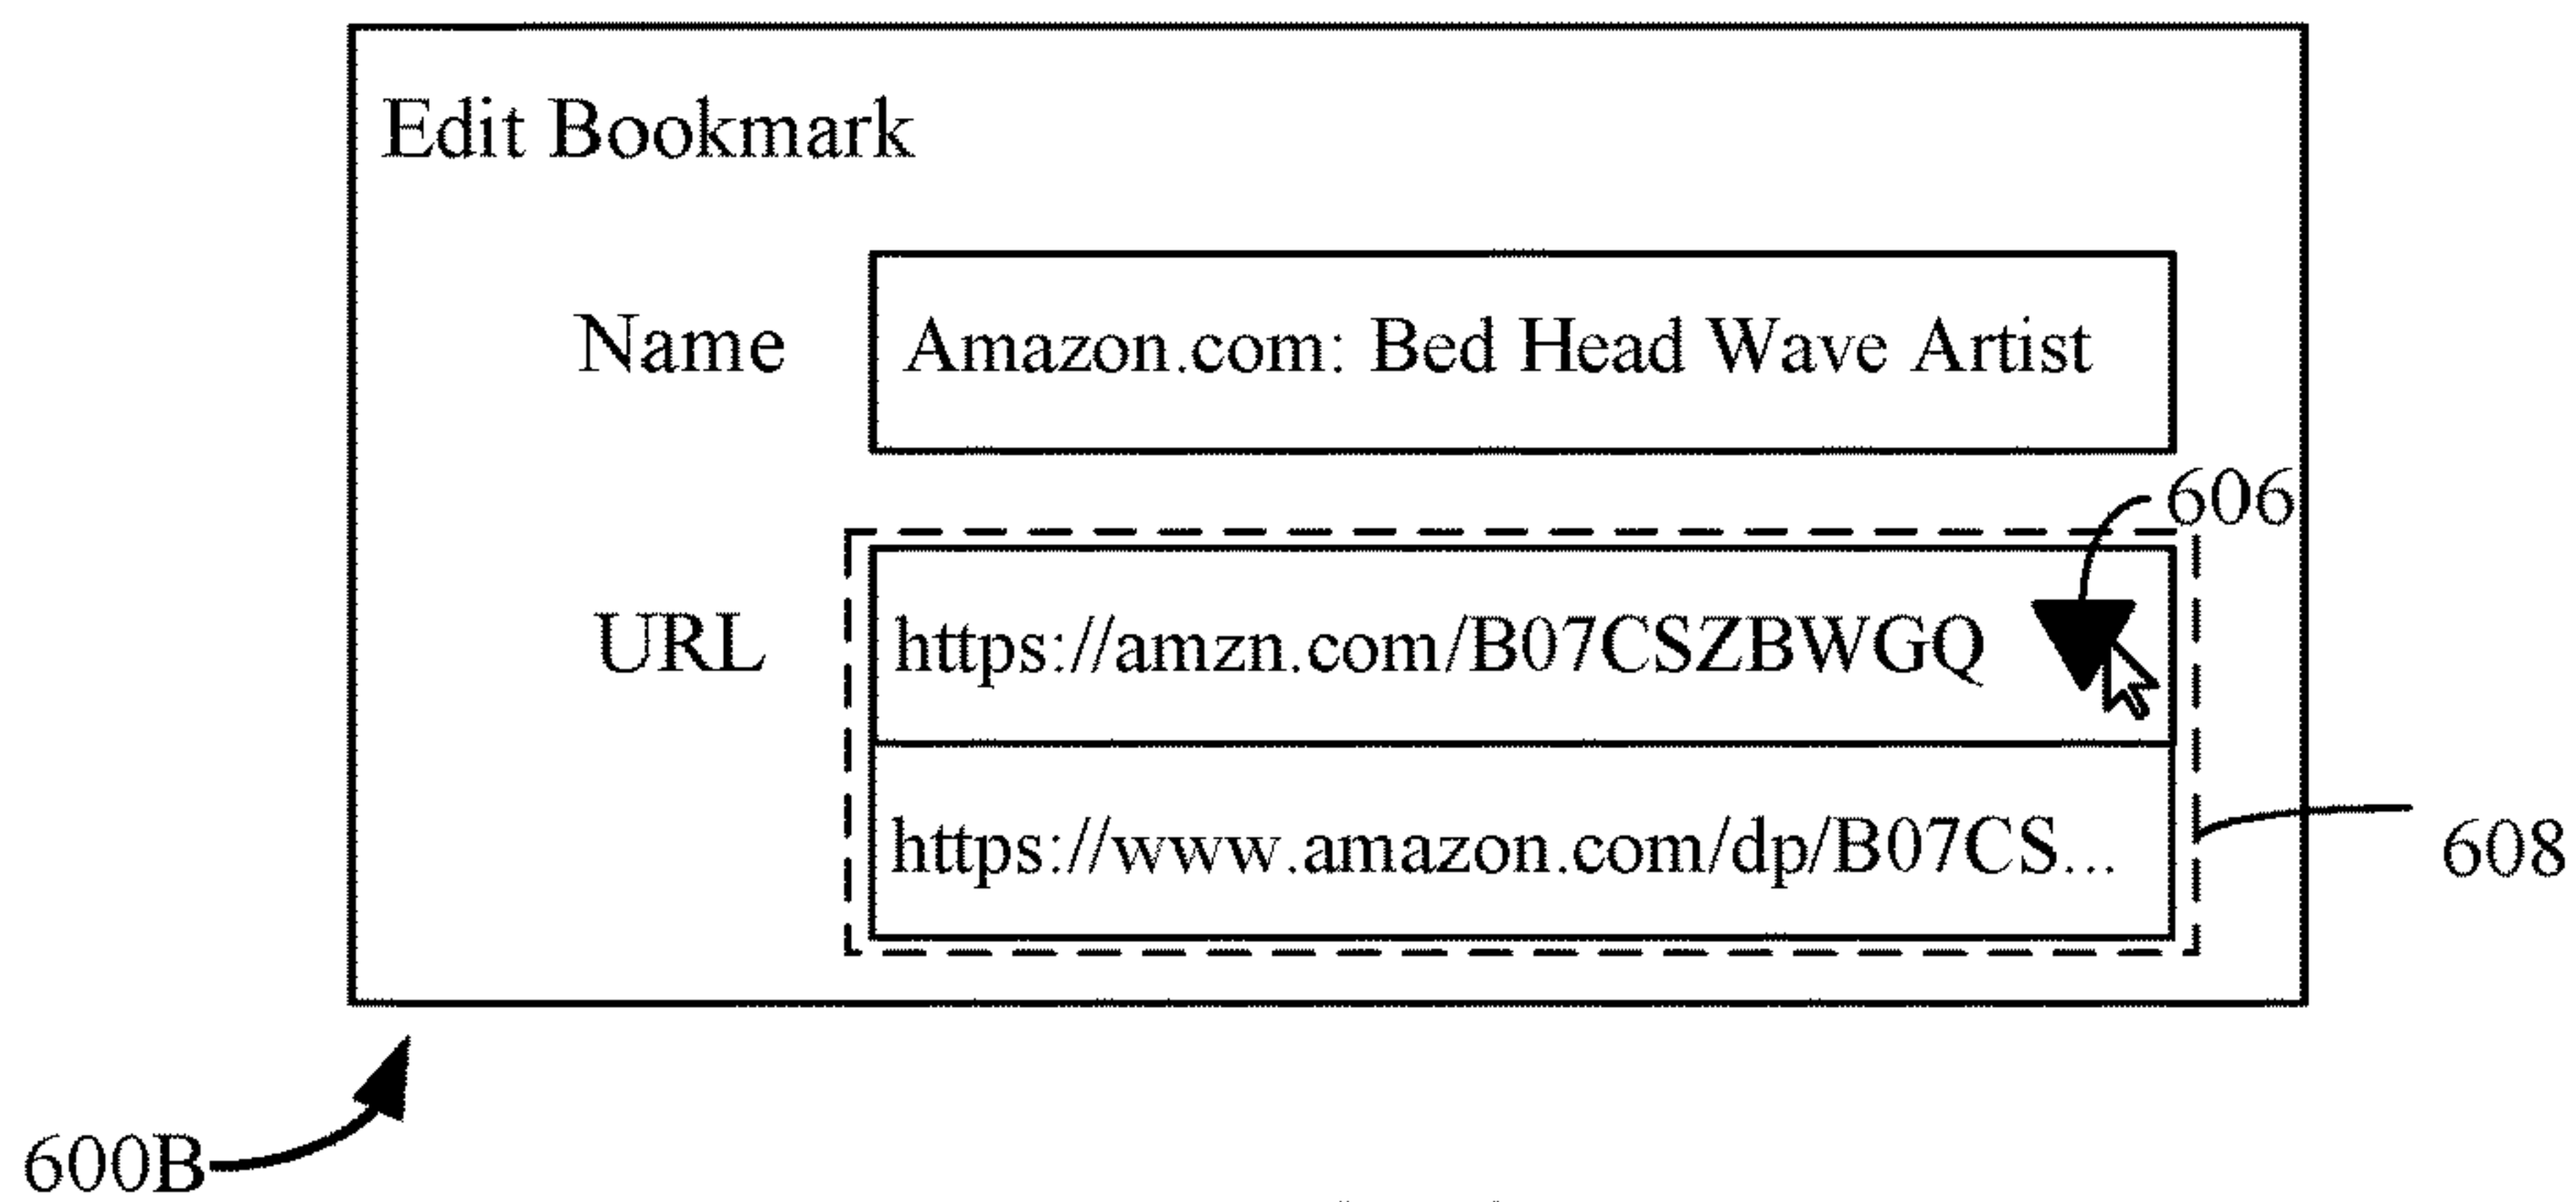 Edit Bookmark
Name
Amazon.com: Bed Head Wave Artist
606
URL
https://amzn.com/B07CSZBWGQ
https://www.amazon.com/dp/B07CS...
608
600B